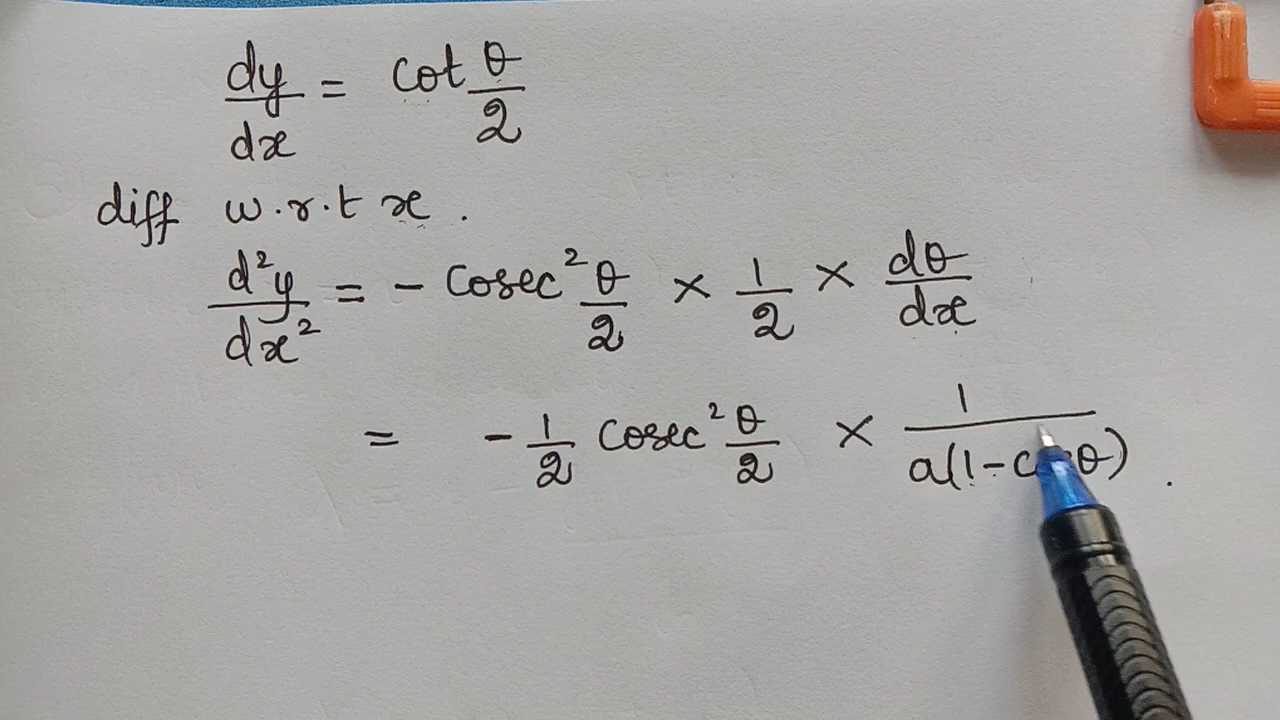 dy/dx = cot θ/2
diff w.r.t x.
d²y/dx² = - cosec² θ/2 × 1/2 × dθ/dx
= - 1/2 cosec² θ/2 × 1/a(1-cosθ).